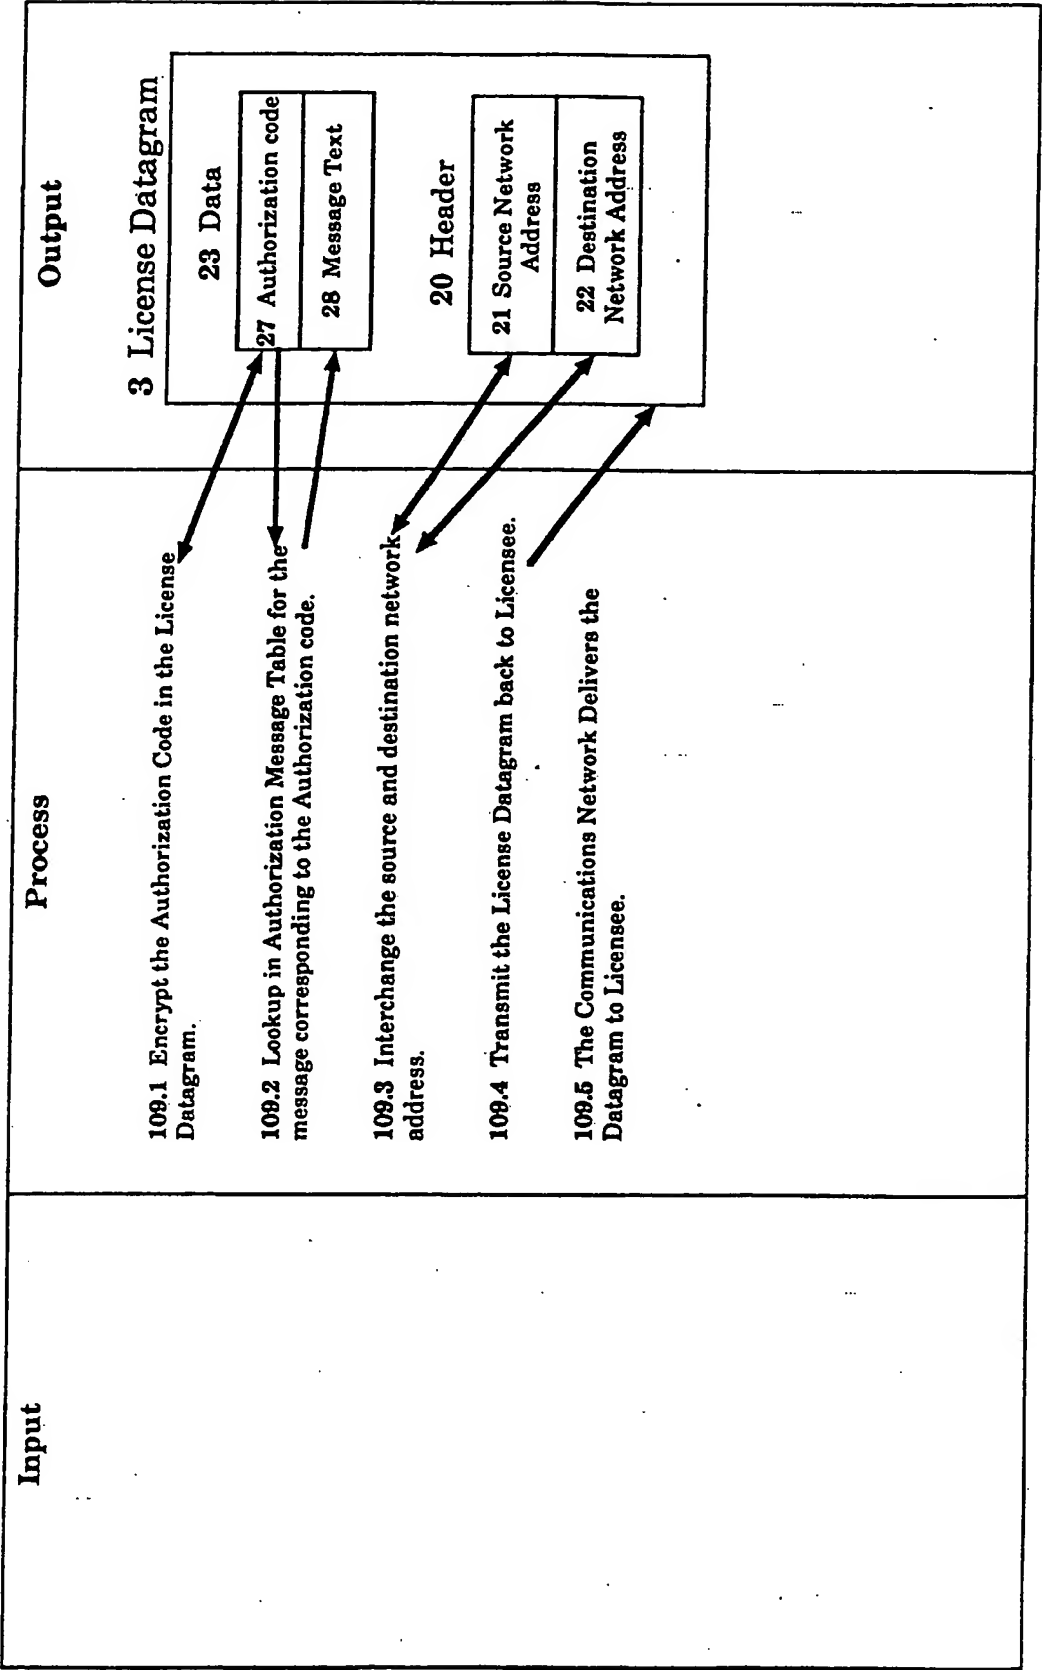 Input
Process
109.1 Encrypt the Authorization Code in the License
Datagram.
109.2 Lookup in Authorization Message Table for the
message corresponding to the Authorization code.
109.3 Interchange the source and destination network
address.
109.4 Transmit the License Datagram back to Licensee.
109.5 The Communications Network Delivers the
Datagram to Licensee.
Output
3 License Datagram
23 Data
27 Authorization code
28 Message Text
20 Header
21 Source Network
Address
22 Destination
Network Address